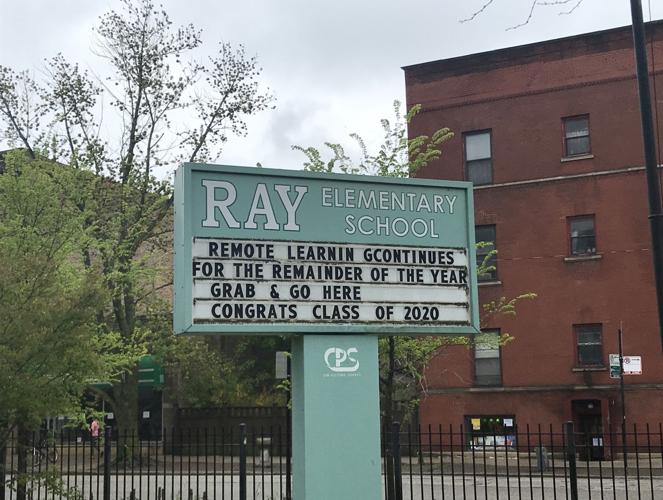 RAY ELEMENTARY
SCHOOL
REMOTE LEARNIN GCONTINUES
FOR THE REMAINDER OF THE YEAR
GRAB & GO HERE
CONGRATS CLASS OF 2020
CPS